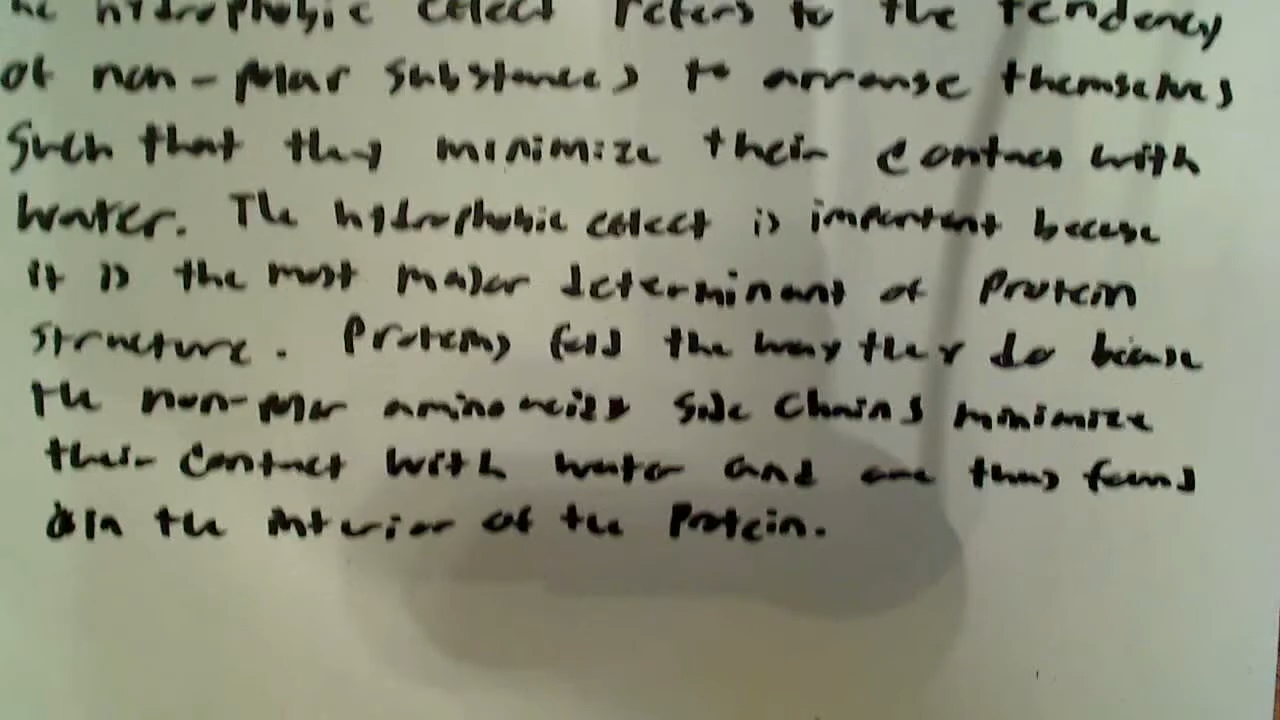 he hydrophobic effect refers to the tendency
of non-polar substances to arrange themselves
such that they minimize their contact with
water. The hydrophobic effect is important because
it is the most major determinant of protein
structure. Proteins fold the way they do because
the non-polar amino acids side chains minimize
their contact with water and are thus found
in the interior of the protein.